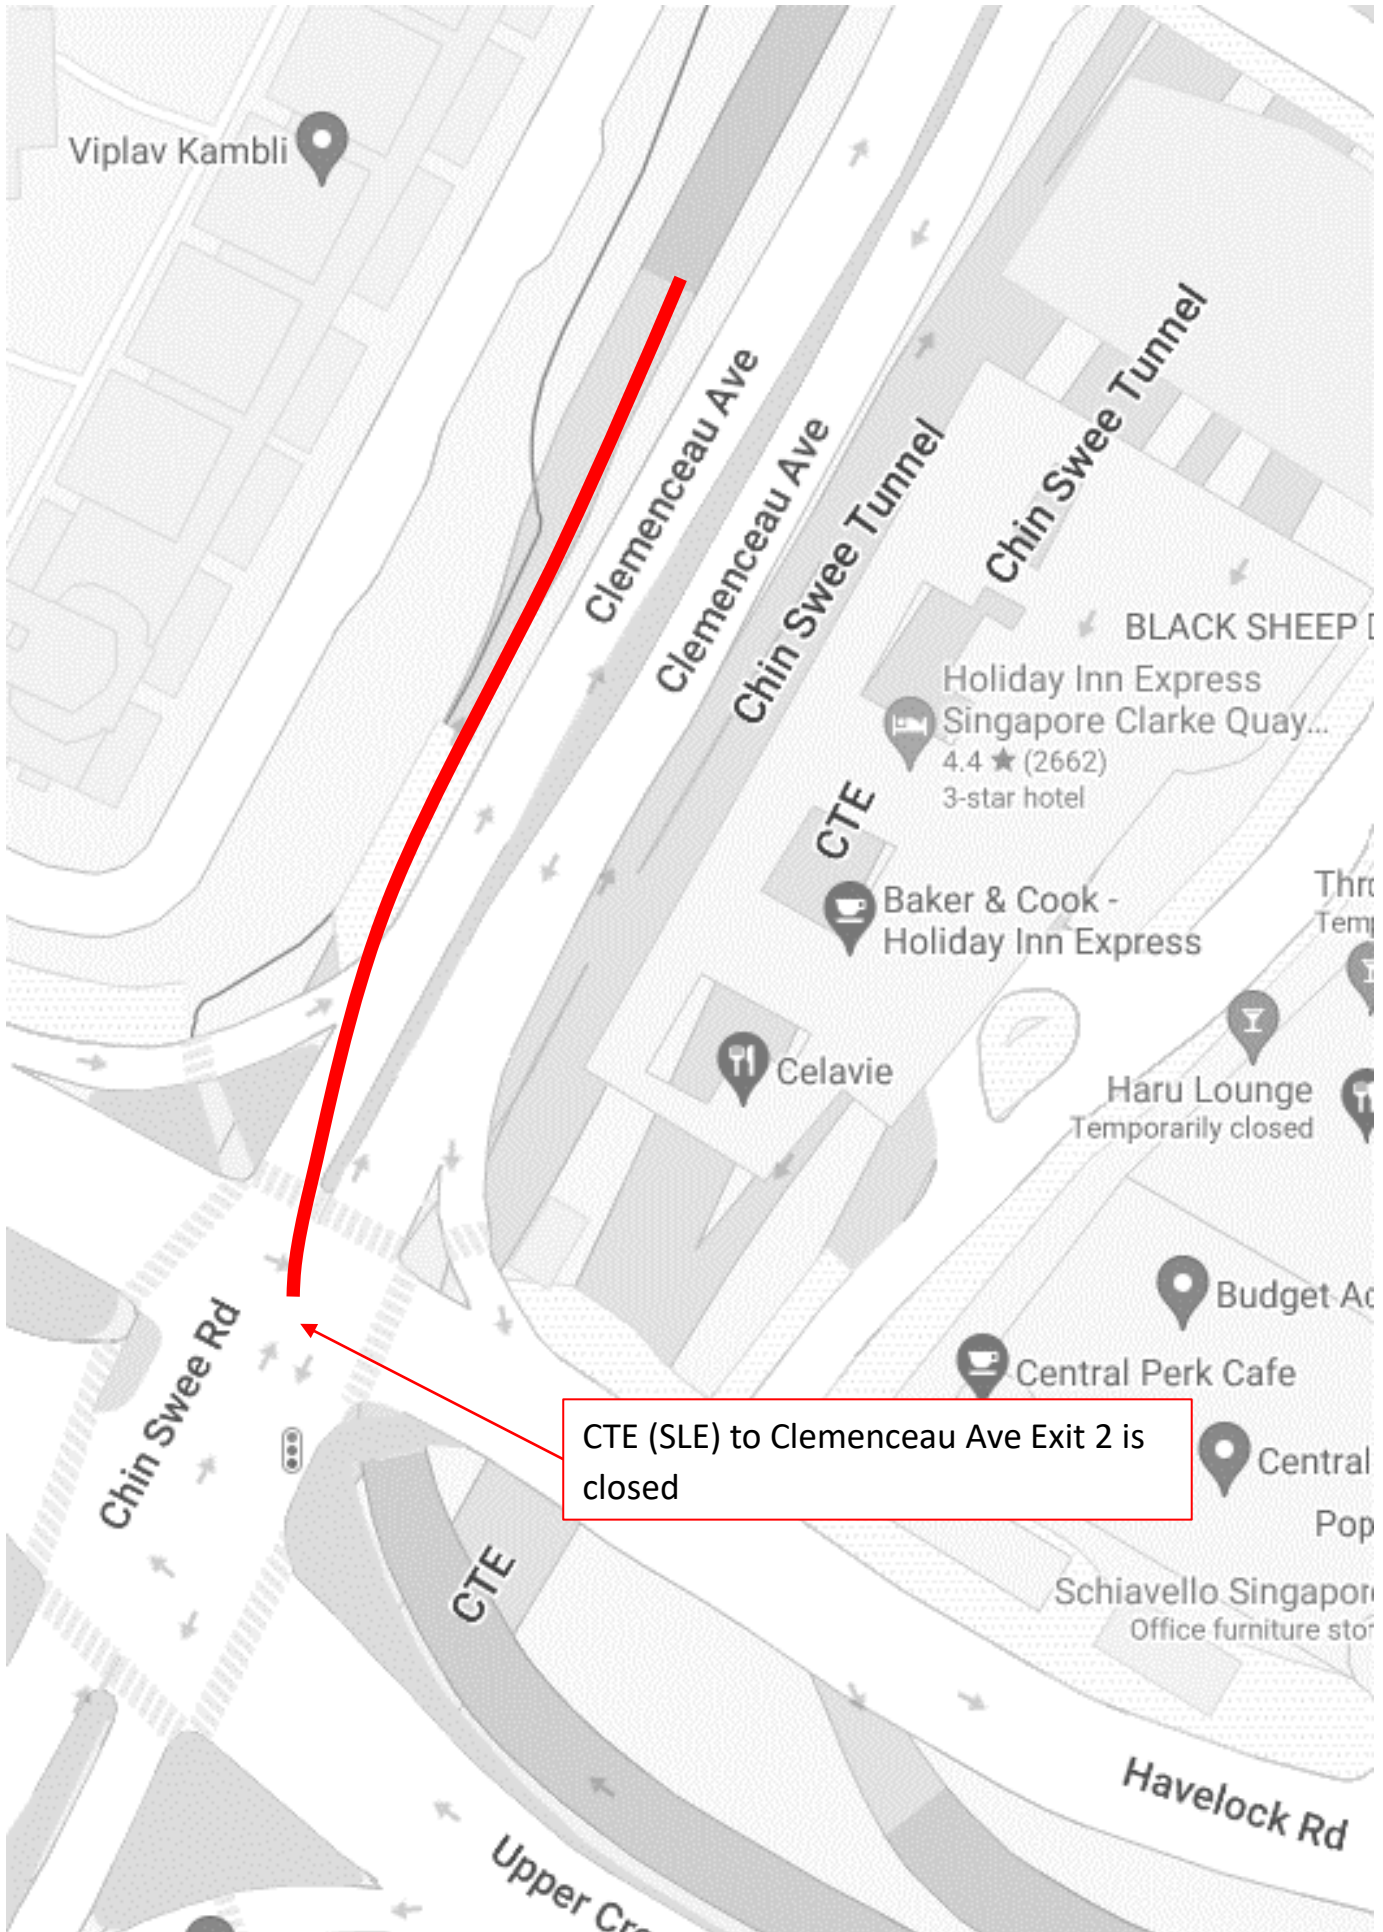 Viplav Kambli
Clemenceau Ave
Clemenceau Ave
Chin Swee Tunnel
Chin Swee Tunnel
BLACK SHEEP
Holiday Inn Express
Singapore Clarke Quay...
4.4 ★ (2662)
3-star hotel
CTE
Baker & Cook -
Holiday Inn Express
Celavie
Haru Lounge
Temporarily closed
Budget
Central Perk Cafe
Chin Swee Rd
CTE (SLE) to Clemenceau Ave Exit 2 is
closed
Central
Pop
CTE
Schiavello Singapor
Office furniture stor
Havelock Rd
Upper Cro